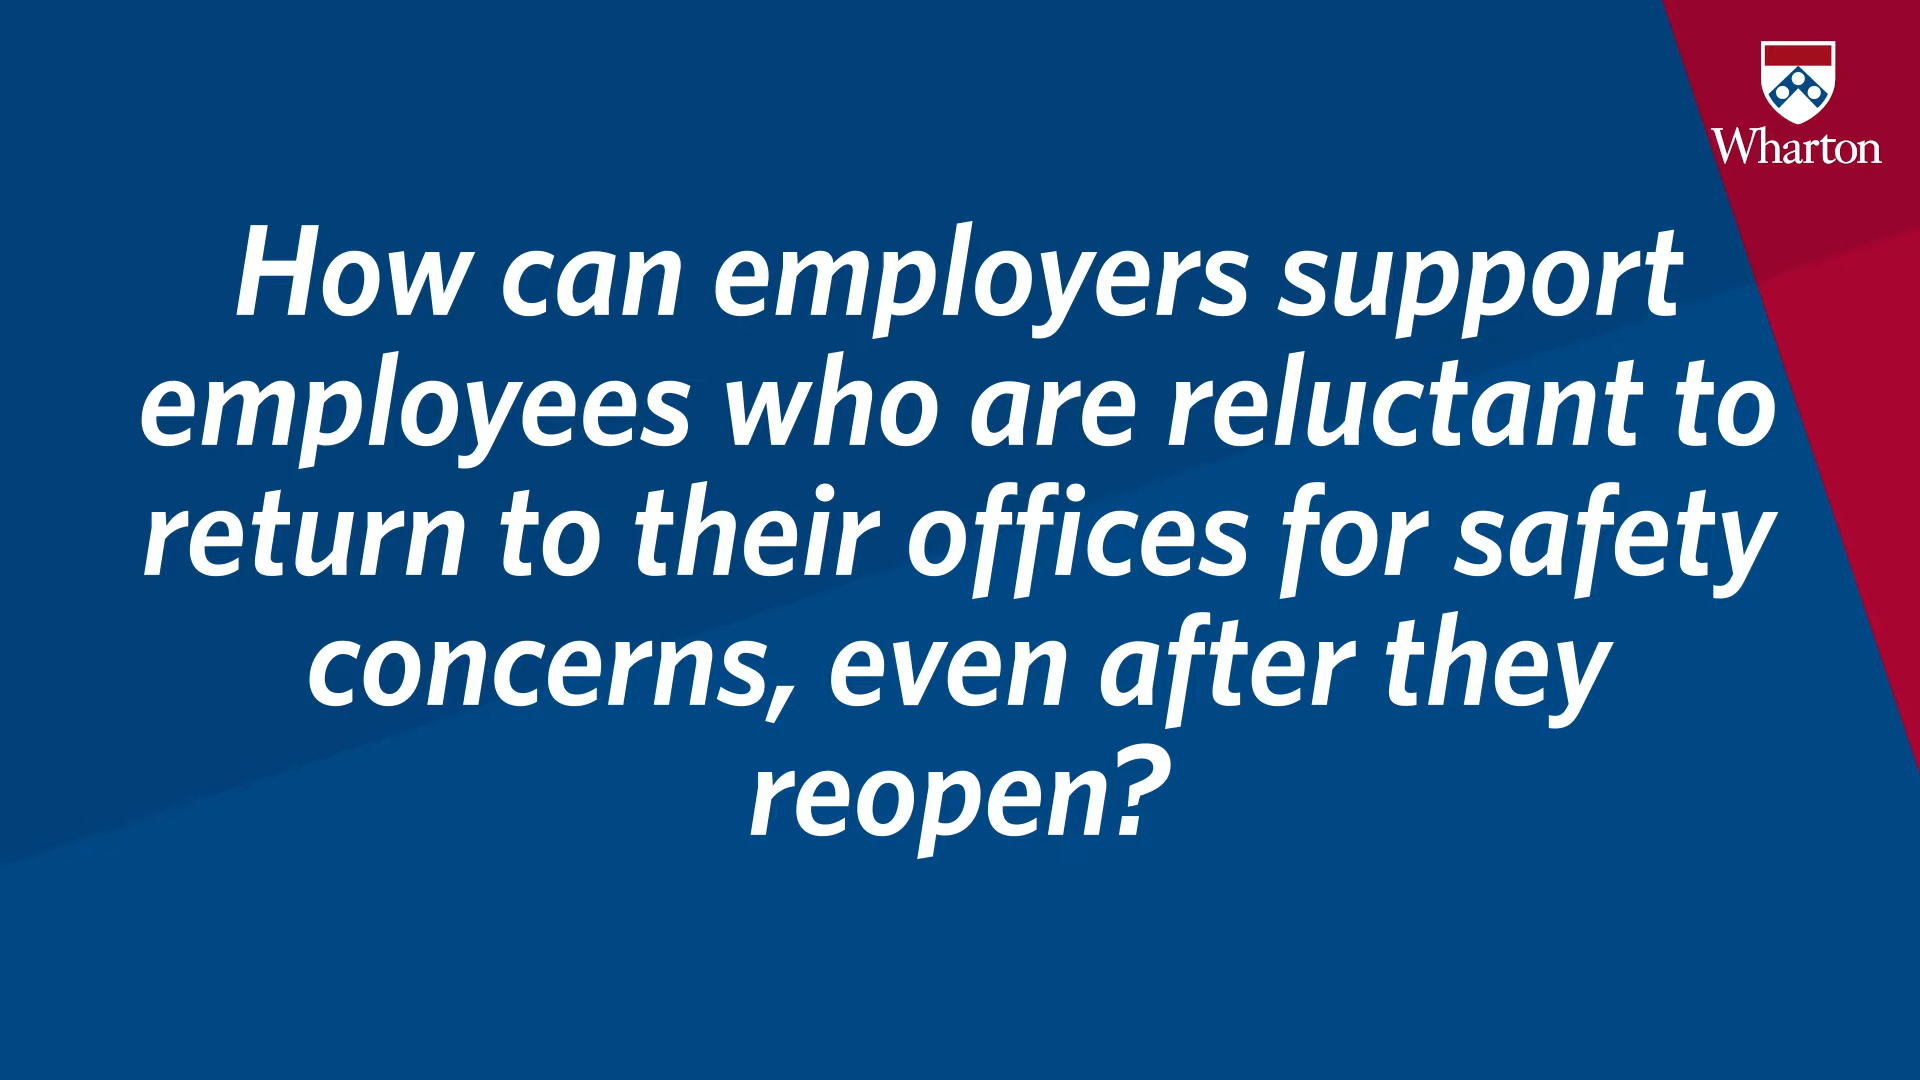 Wharton
How can employers support
employees who are reluctant to
return to their offices for safety
concerns, even after they
reopen?